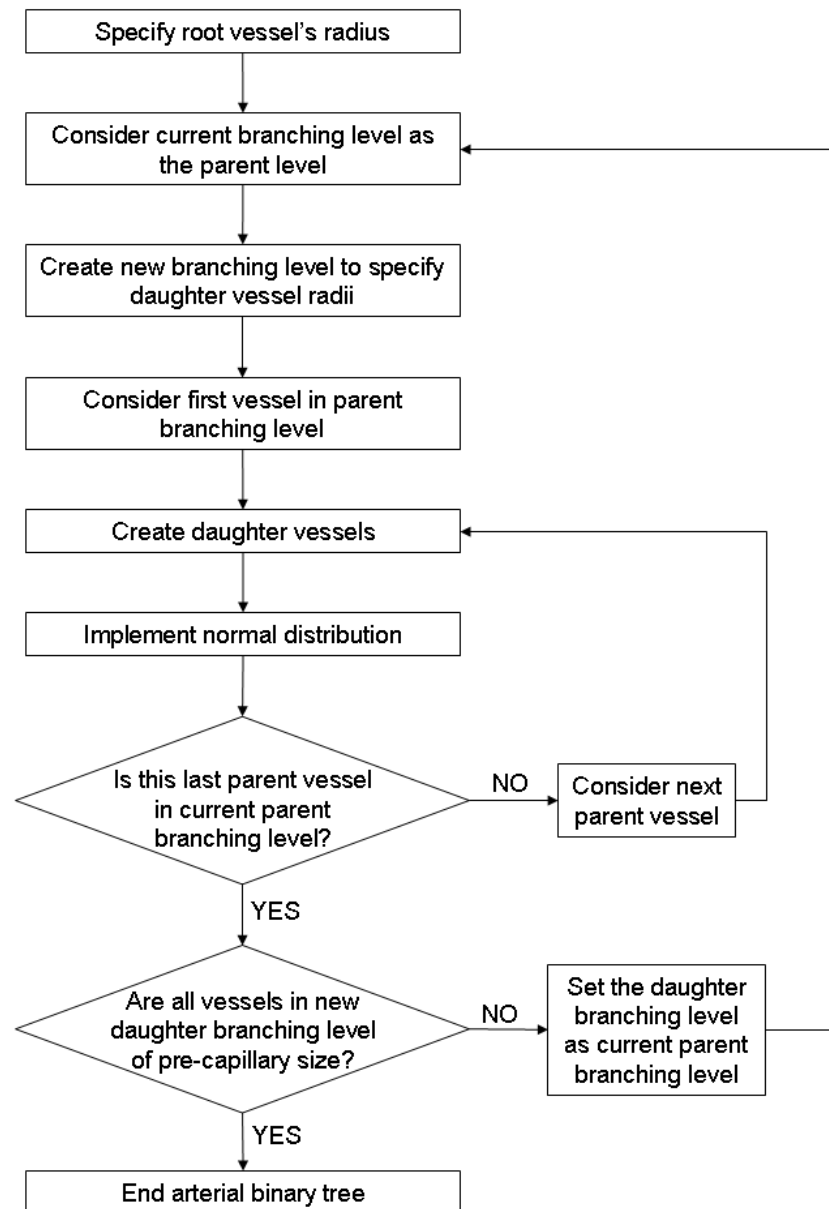 Specify root vessel’s radius
Consider current branching level as
the parent level
Create new branching level to specify
daughter vessel radii
Consider first vessel in parent
branching level
Create daughter vessels
Implement normal distribution
Is this last parent vessel
in current parent
branching level?
NO
Consider next
parent vessel
YES
Are all vessels in new
daughter branching level
of pre-capillary size?
NO
Set the daughter
branching level
as current parent
branching level
YES
End arterial binary tree